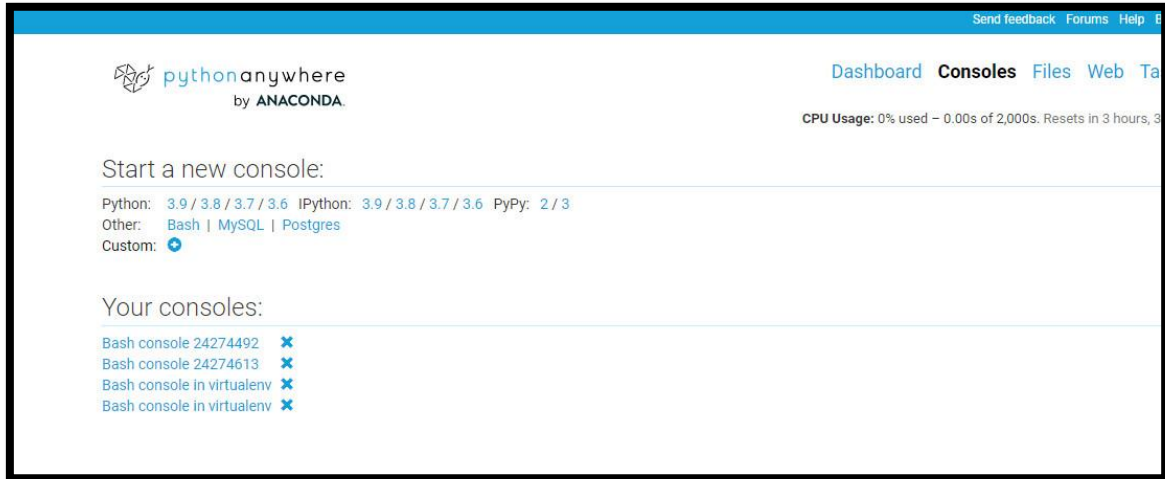 Send feedback Forums Help
pythonanywhere
by ANACONDA.
Dashboard Consoles Files Web
CPU Usage: 0% used – 0.00s of 2,000s. Resets in 3 hours,
Start a new console:
Python: 3.9 / 3.8 / 3.7 / 3.6 IPython: 3.9 / 3.8 / 3.7 / 3.6 PyPy: 2 / 3
Other: Bash | MySQL | Postgres
Custom:
Your consoles:
Bash console 24274492
Bash console 24274613
Bash console in virtualenv
Bash console in virtualenv